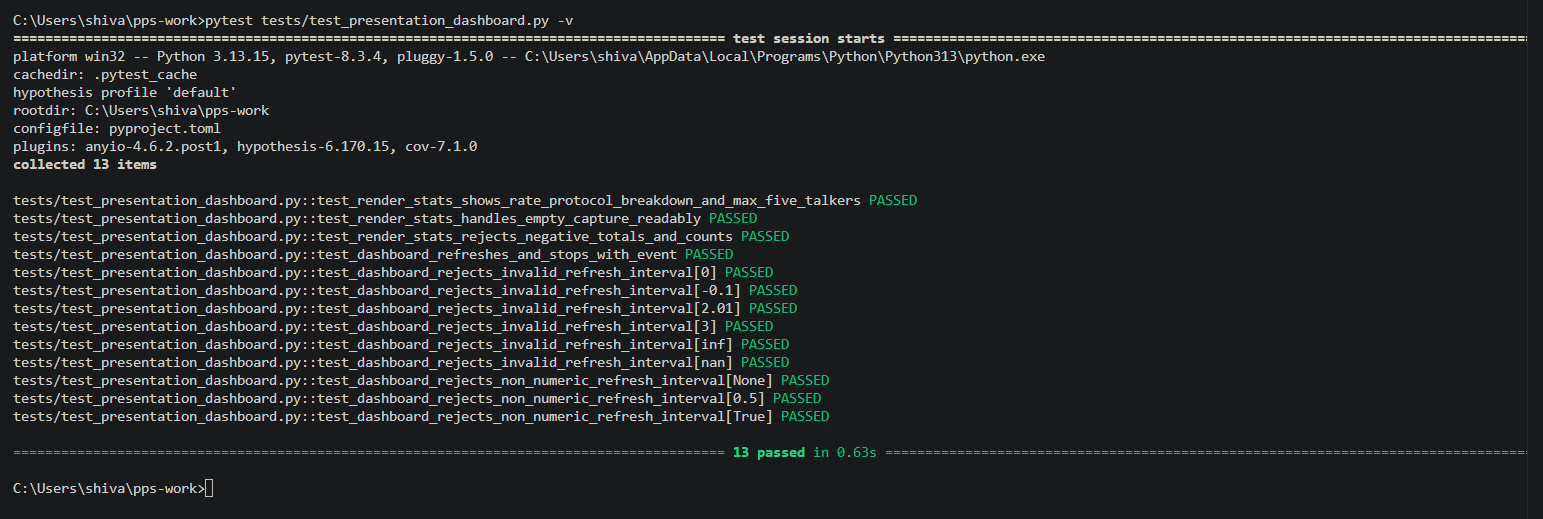 C:\Users\shiva\pps-work>pytest tests/test_presentation_dashboard.py -v
========================================================================================= test session starts ================================================================================
platform win32 -- Python 3.13.15, pytest-8.3.4, pluggy-1.5.0 -- C:\Users\shiva\AppData\Local\Programs\Python\Python313\python.exe
cachedir: .pytest_cache
hypothesis profile 'default'
rootdir: C:\Users\shiva\pps-work
configfile: pyproject.toml
plugins: anyio-4.6.2.post1, hypothesis-6.170.15, cov-7.1.0
collected 13 items

tests/test_presentation_dashboard.py::test_render_stats_shows_rate_protocol_breakdown_and_max_five_talkers PASSED
tests/test_presentation_dashboard.py::test_render_stats_handles_empty_capture_readably PASSED
tests/test_presentation_dashboard.py::test_render_stats_rejects_negative_totals_and_counts PASSED
tests/test_presentation_dashboard.py::test_dashboard_refreshes_and_stops_with_event PASSED
tests/test_presentation_dashboard.py::test_dashboard_rejects_invalid_refresh_interval[0] PASSED
tests/test_presentation_dashboard.py::test_dashboard_rejects_invalid_refresh_interval[-0.1] PASSED
tests/test_presentation_dashboard.py::test_dashboard_rejects_invalid_refresh_interval[2.01] PASSED
tests/test_presentation_dashboard.py::test_dashboard_rejects_invalid_refresh_interval[3] PASSED
tests/test_presentation_dashboard.py::test_dashboard_rejects_invalid_refresh_interval[inf] PASSED
tests/test_presentation_dashboard.py::test_dashboard_rejects_invalid_refresh_interval[nan] PASSED
tests/test_presentation_dashboard.py::test_dashboard_rejects_non_numeric_refresh_interval[None] PASSED
tests/test_presentation_dashboard.py::test_dashboard_rejects_non_numeric_refresh_interval[0.5] PASSED
tests/test_presentation_dashboard.py::test_dashboard_rejects_non_numeric_refresh_interval[True] PASSED

========================================================================================= 13 passed in 0.63s =================================================================================

C:\Users\shiva\pps-work>